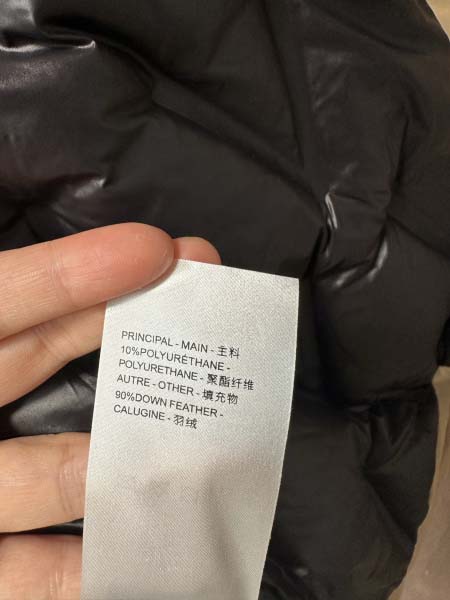 PRINCIPAL - MAIN - 主料
10%POLYURÉTHANE -
POLYURETHANE - 聚酯纤维
AUTRE - OTHER - 填充物
90%DOWN FEATHER -
CALUGINE - 羽绒